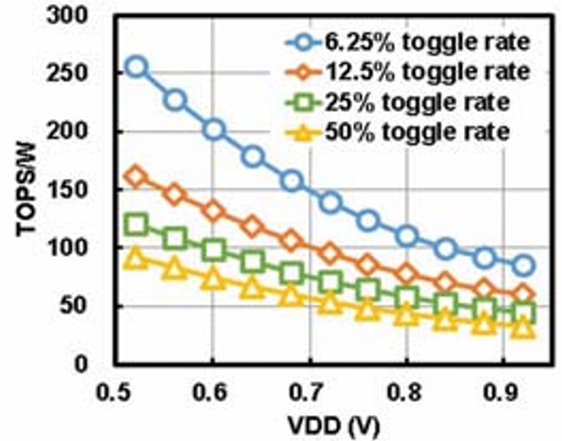 300
250
200
150
100
50
0
TOPS/W
6.25% toggle rate
12.5% toggle rate
25% toggle rate
50% toggle rate
0.5 0.6 0.7 0.8 0.9
VDD (V)